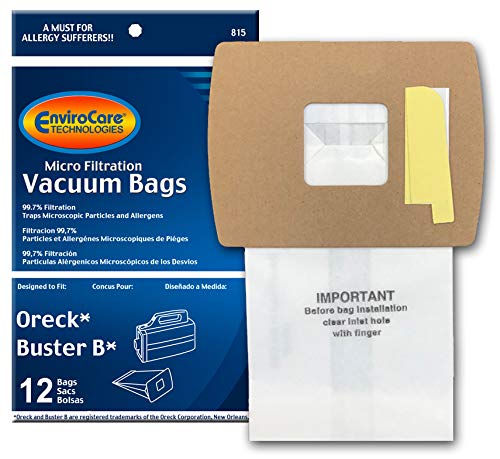 A MUST FOR
ALLERGY SUFFERERS!!
815
EnviroCare
TECHNOLOGIES
Micro Filtration
Vacuum Bags
99.7% Filtration
Traps Microscopic Particles and Allergens
Filtracion 99,7%
Particles et Allergénes Microscopiques de Pièges
99,7% Filtración
Particulas Alérgenicos Microscópicos de los Desvios
Designed to Fit: Concus Pour: Diseñado a Medida:
Oreck*
Buster B*
12 Bags
Sacs
Bolsas
*Oreck and Buster B are registered trademarks of the Oreck Corporation, New Orleans,
IMPORTANT
Before bag installation
clear inlet hole
with finger